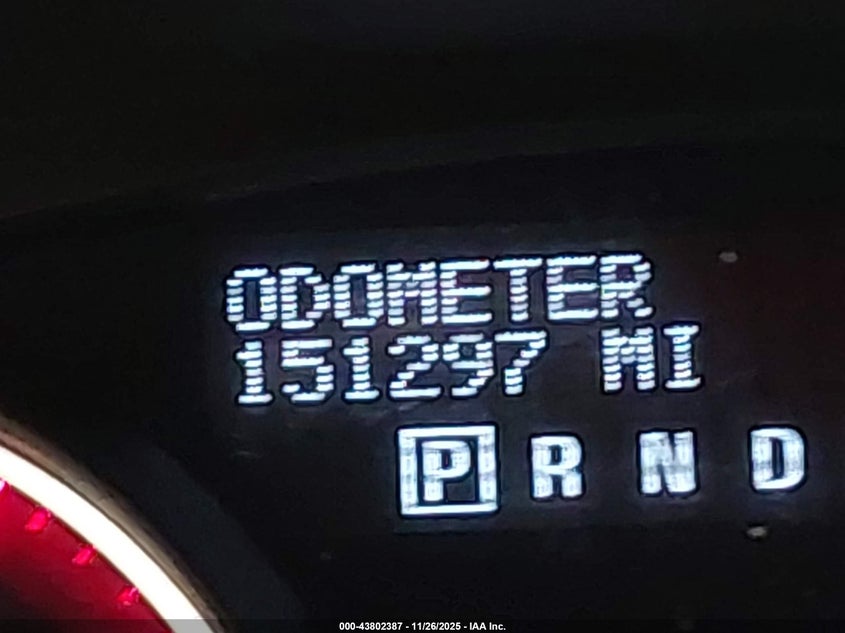 ODOMETER
151297 MI
P R N D
000-43802387 - 11/26/2025 - IAA Inc.